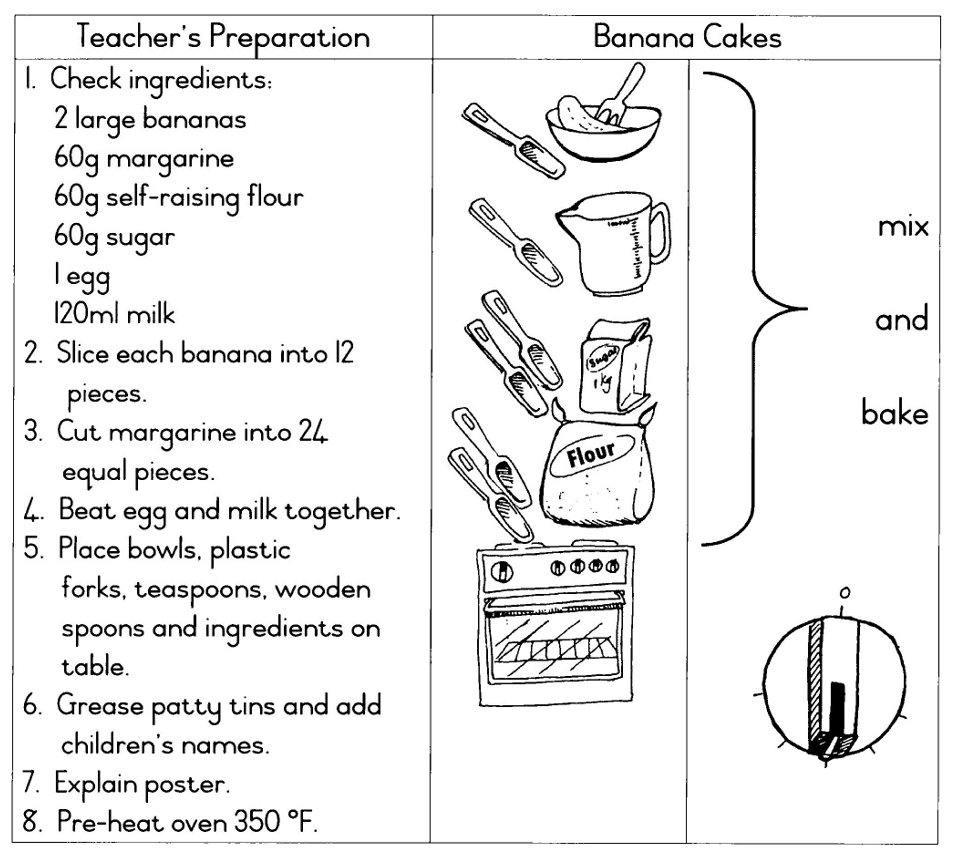 Teacher's Preparation
1. Check ingredients:
2 large bananas
60g margarine
60g self-raising flour
60g sugar
1 egg
120ml milk
2. Slice each banana into 12
pieces.
3. Cut margarine into 24
equal pieces.
4. Beat egg and milk together.
5. Place bowls, plastic
forks, teaspoons, wooden
spoons and ingredients on
table.
6. Grease patty tins and add
children's names.
7. Explain poster.
8. Pre-heat oven 350 °F.
Banana Cakes
Sugar
1 kg
Flour
mix
and
bake
0